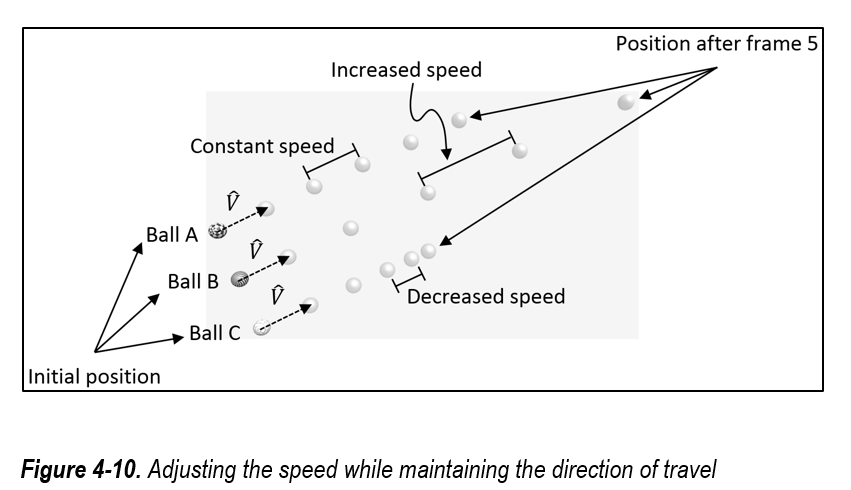 Position after frame 5
Increased speed
Constant speed
V̂
Ball A
V̂
Ball B
V̂
Decreased speed
Ball C
Initial position
Figure 4-10. Adjusting the speed while maintaining the direction of travel